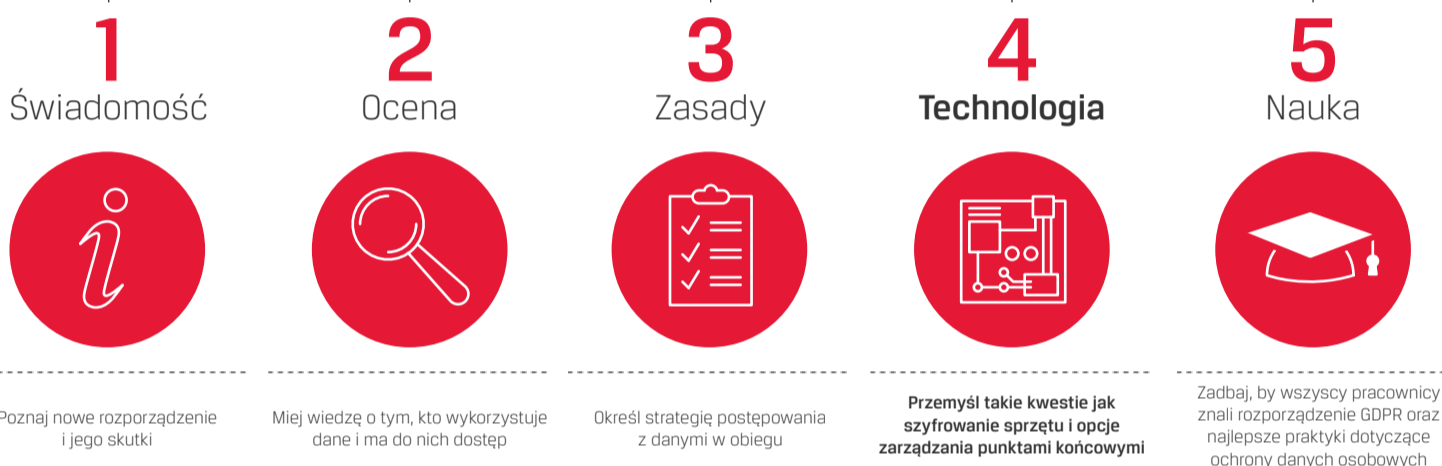 1
Świadomość
Poznaj nowe rozporządzenie
i jego skutki
2
Ocena
Miej wiedzę o tym, kto wykorzystuje
dane i ma do nich dostęp
3
Zasady
Określ strategię postępowania
z danymi w obiegu
4
Technologia
Przemyśl takie kwestie jak
szyfrowanie sprzętu i opcje
zarządzania punktami końcowymi
5
Nauka
Zadbaj, by wszyscy pracownicy
znali rozporządzenie GDPR oraz
najlepsze praktyki dotyczące
ochrony danych osobowych